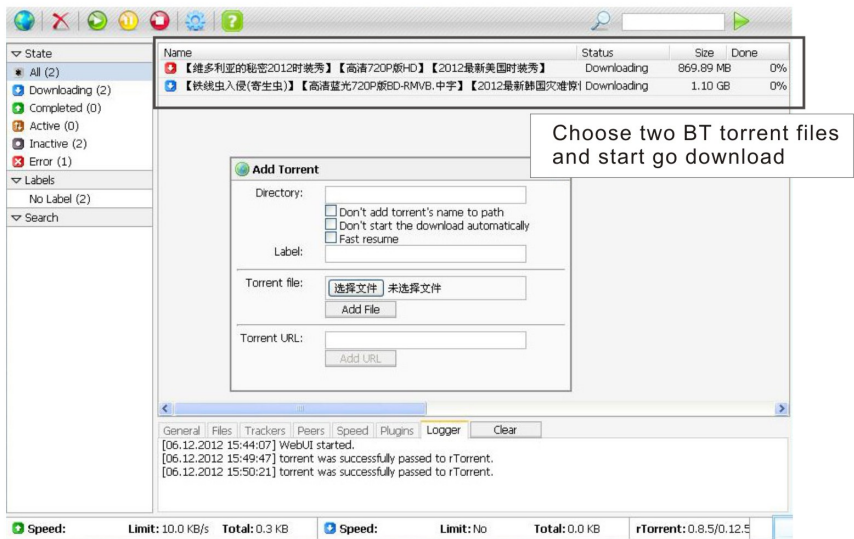 State
All (2)
Downloading (2)
Completed (0)
Active (0)
Inactive (2)
Error (1)
Labels
No Label (2)
Search
Name Status Size Done
【维多利亚的秘密2012时装秀】【高清720P版HD】【2012最新美国时装秀】 Downloading 869.89 MB 0%
【铁线虫入侵(寄生虫)】【高清蓝光720P版BD-RMVB.中字】【2012最新韩国灾难惊 Downloading 1.10 GB 0%
Choose two BT torrent files
and start go download
Add Torrent
Directory:
Don't add torrent's name to path
Don't start the download automatically
Fast resume
Label:
Torrent file: 选择文件 未选择文件
Add File
Torrent URL:
Add URL
General Files Trackers Peers Speed Plugins Logger Clear
[06.12.2012 15:44:07] WebUI started.
[06.12.2012 15:49:47] torrent was successfully passed to rTorrent.
[06.12.2012 15:50:21] torrent was successfully passed to rTorrent.
Speed: Limit: 10.0 KB/s Total: 0.3 KB Speed: Limit: No Total: 0.0 KB rTorrent: 0.8.5/0.12.5